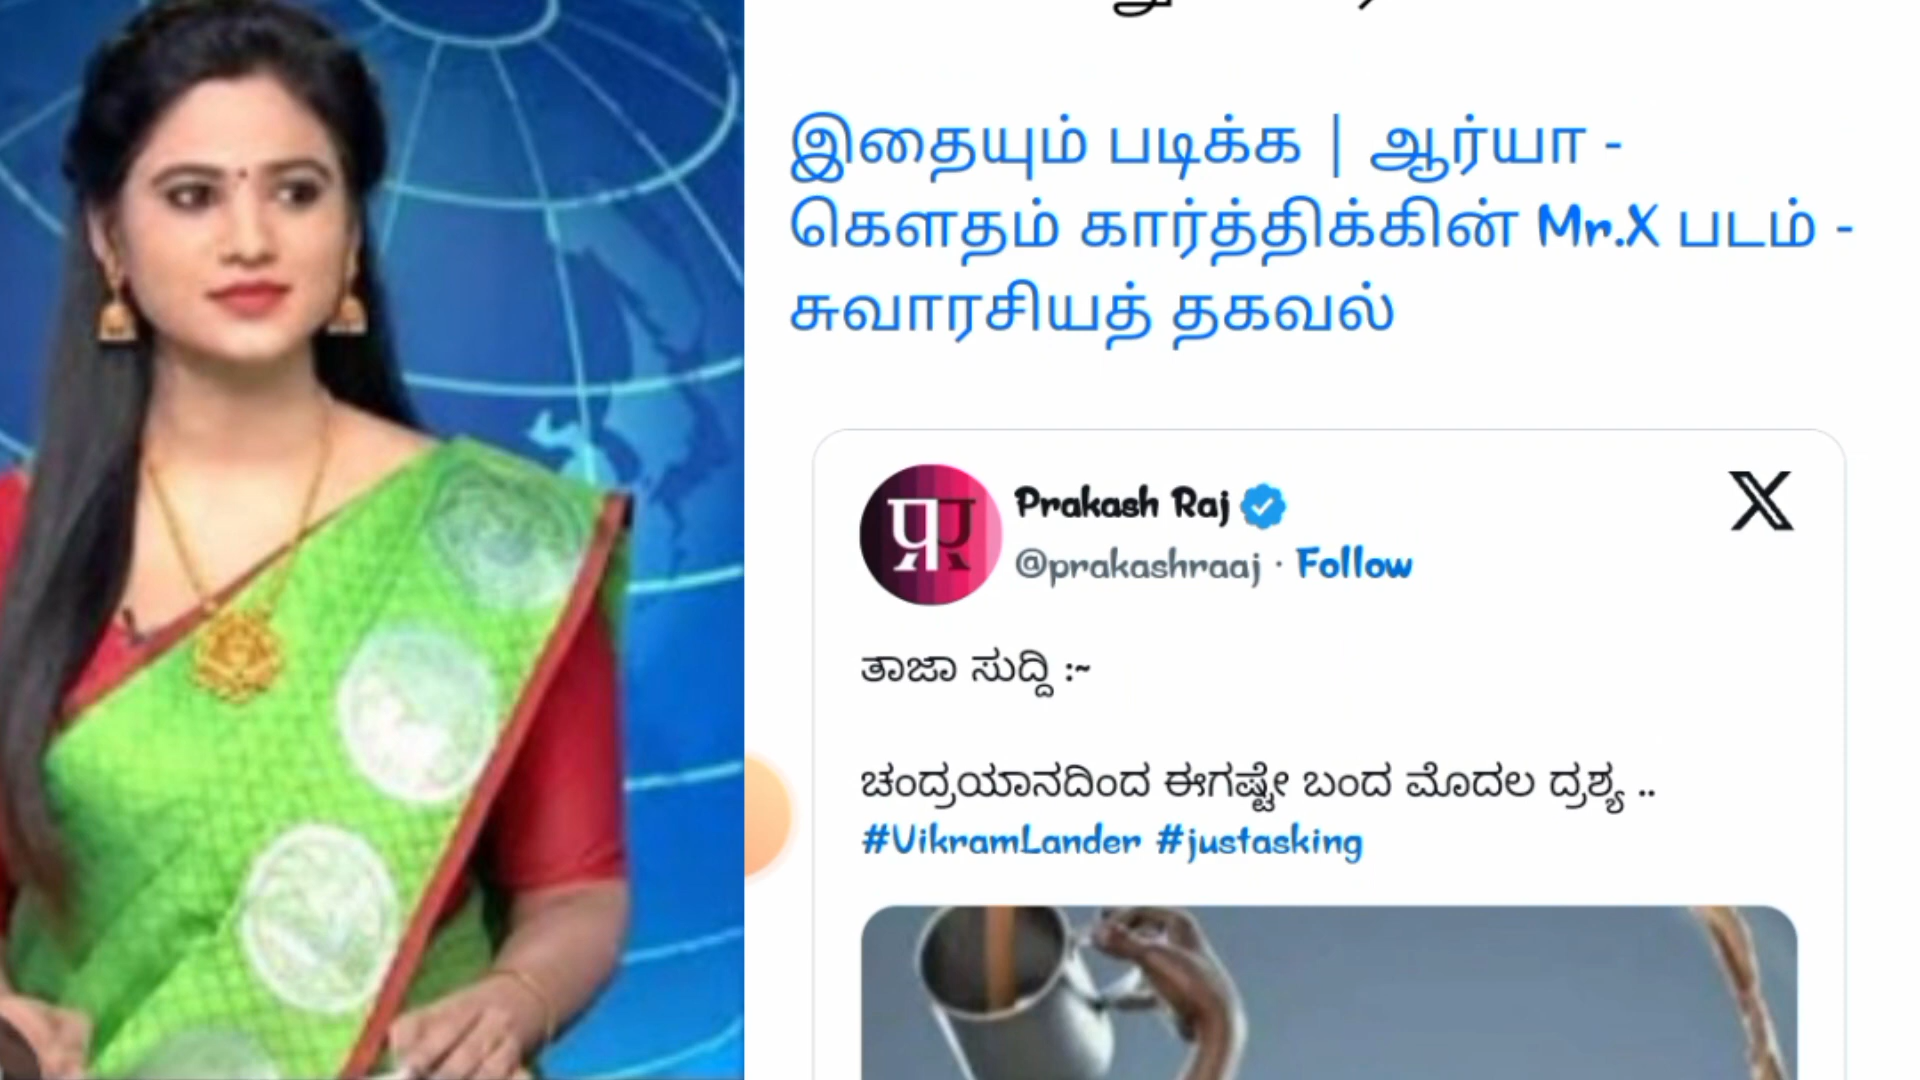 இதையும் படிக்க | ஆர்யா -
கௌதம் கார்த்திக்கின் Mr.X படம் -
சுவாரசியத் தகவல்
Prakash Raj
@prakashraaj · Follow
ತಾಜಾ ಸುದ್ದಿ :~
ಚಂದ್ರಯಾನದಿಂದ ಈಗಷ್ಟೇ ಬಂದ ಮೊದಲ ದ್ರಶ್ಯ ..
#VikramLander #justasking